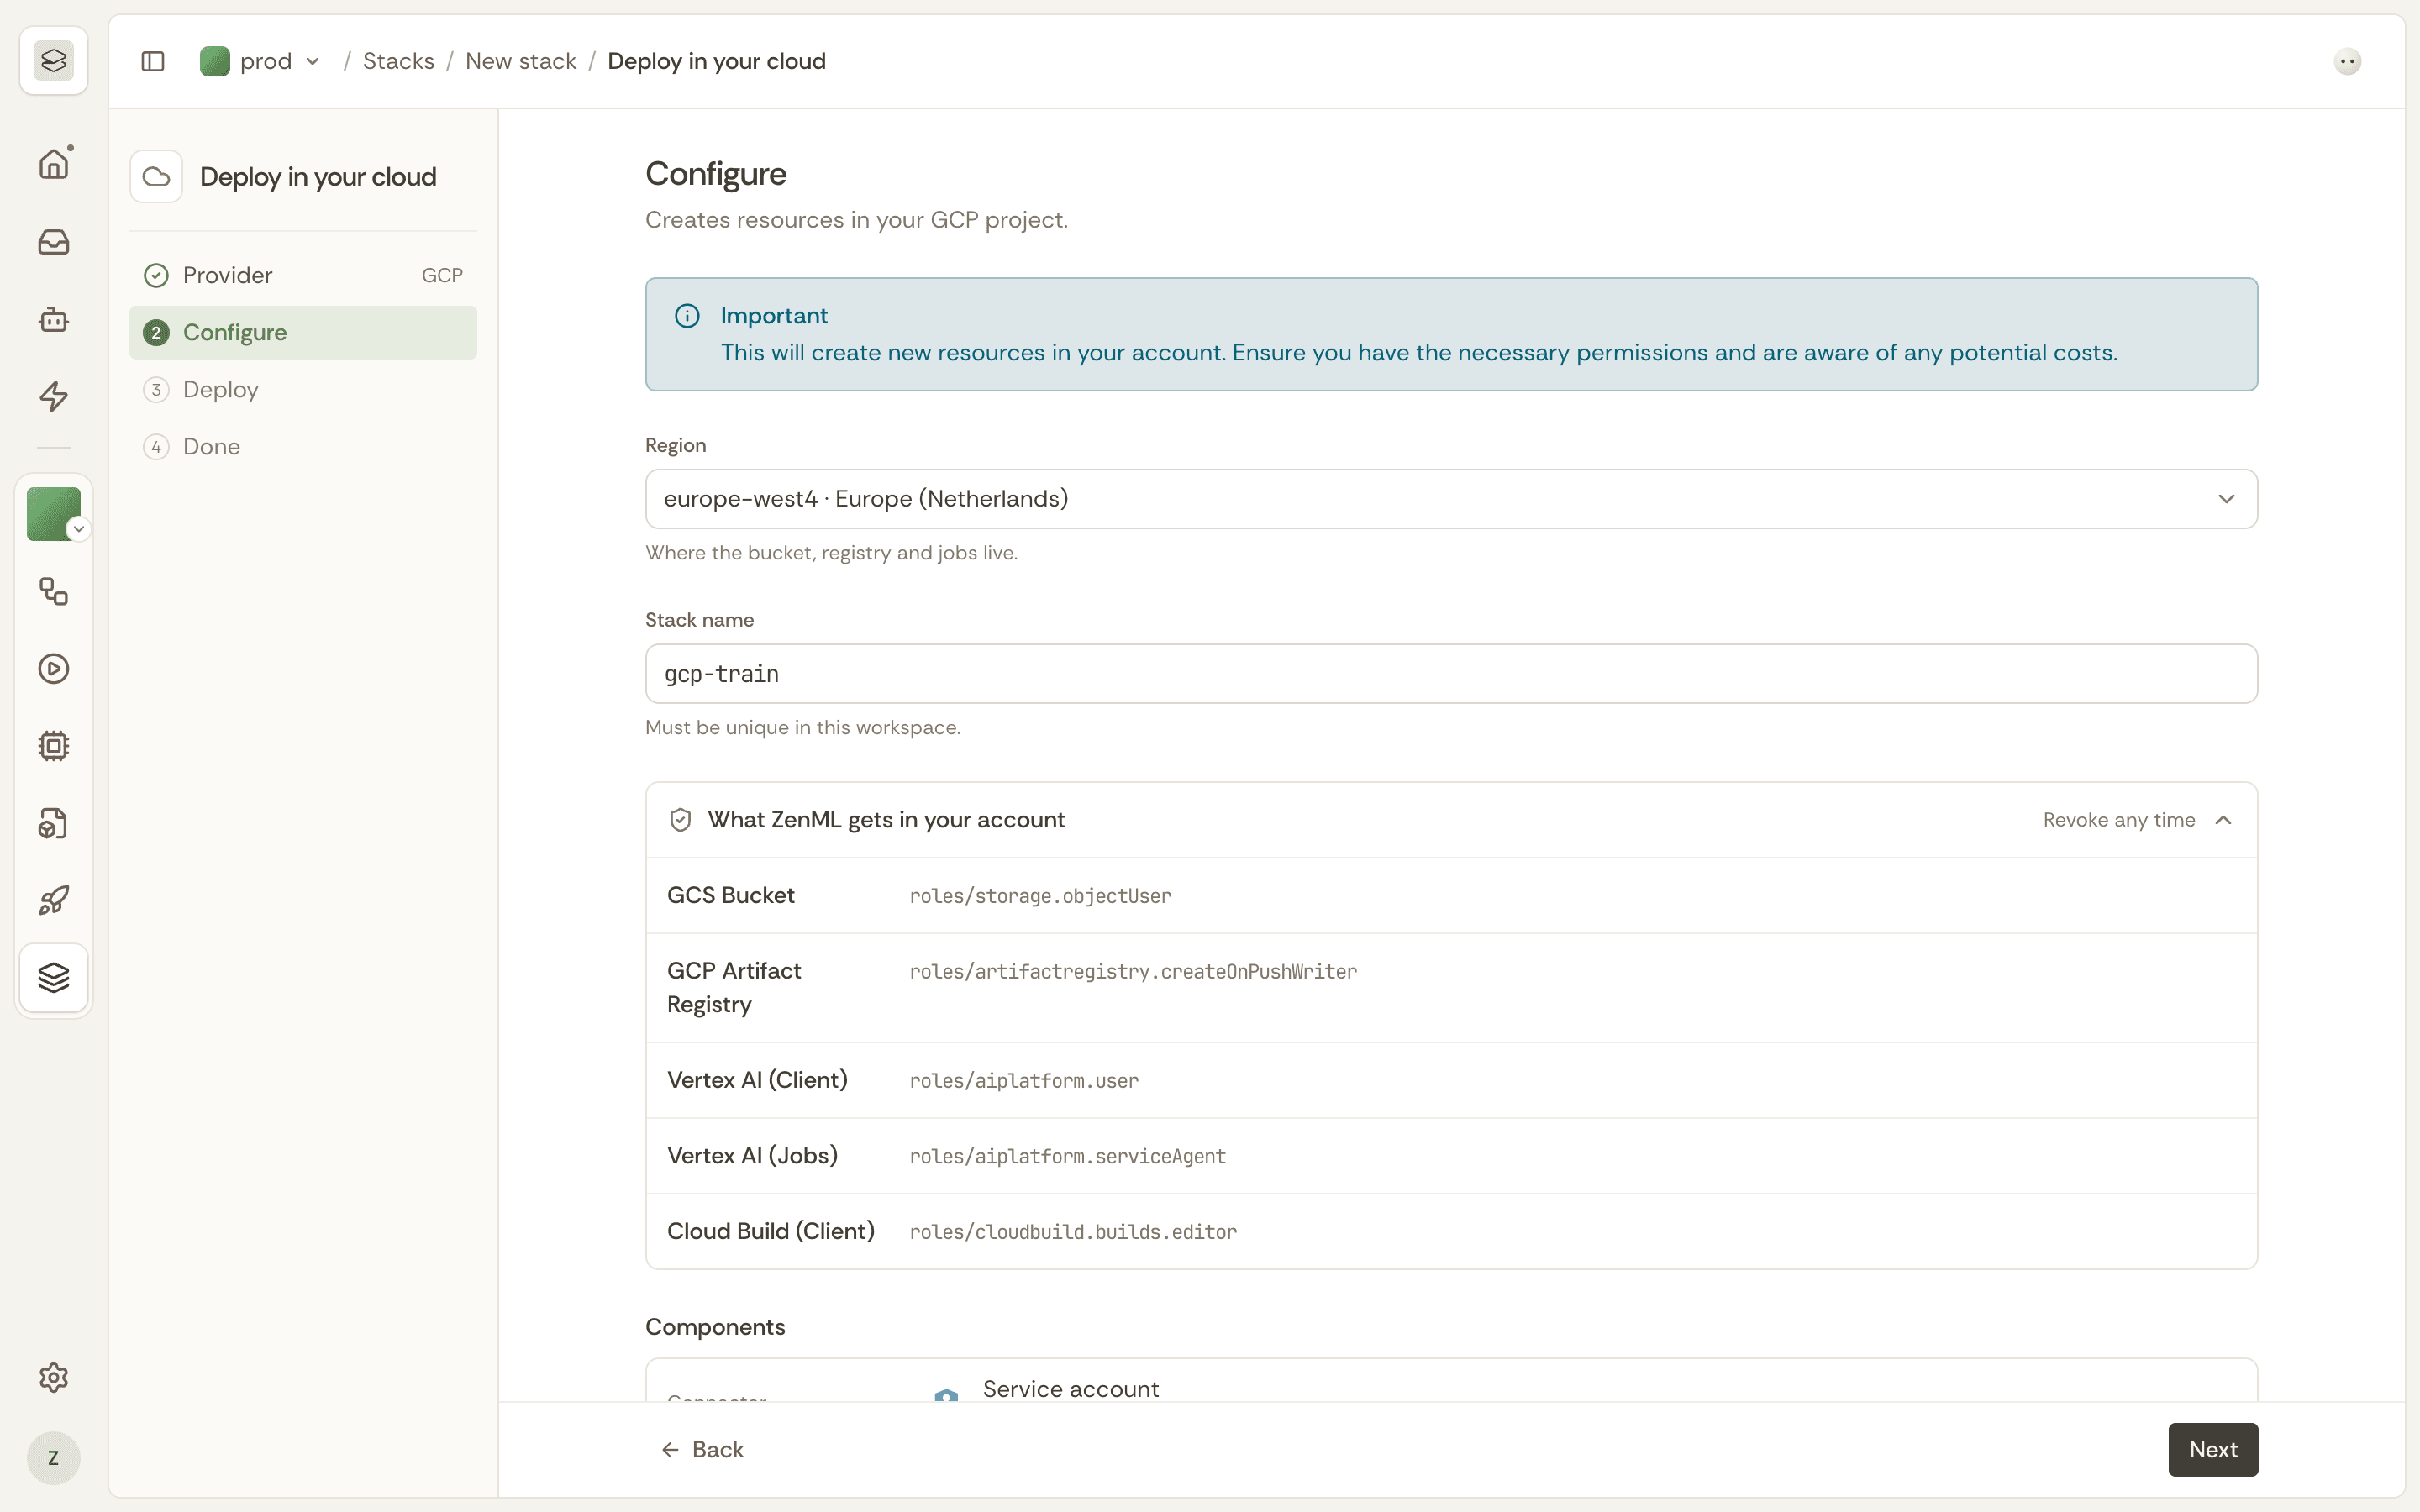 prod / Stacks / New stack / Deploy in your cloud
Deploy in your cloud
Provider GCP
2 Configure
3 Deploy
4 Done
Configure
Creates resources in your GCP project.
Important
This will create new resources in your account. Ensure you have the necessary permissions and are aware of any potential costs.
Region
europe-west4 · Europe (Netherlands)
Where the bucket, registry and jobs live.
Stack name
gcp-train
Must be unique in this workspace.
What ZenML gets in your account Revoke any time
GCS Bucket roles/storage.objectUser
GCP Artifact roles/artifactregistry.createOnPushWriter
Registry
Vertex AI (Client) roles/aiplatform.user
Vertex AI (Jobs) roles/aiplatform.serviceAgent
Cloud Build (Client) roles/cloudbuild.builds.editor
Components
Service account
Back
Next
Z